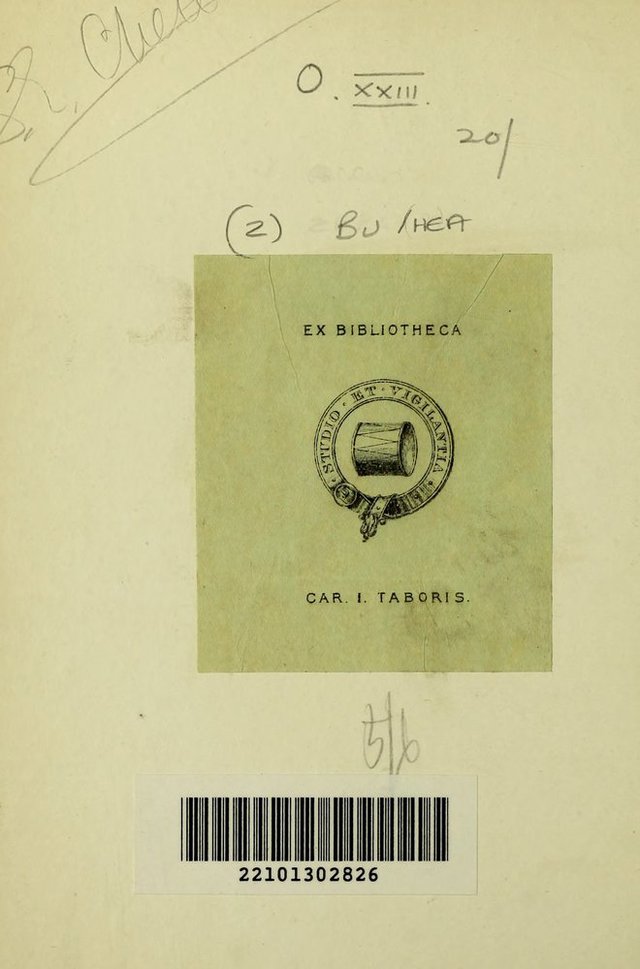 O. XXIII.
20/
(2) BU /HEA
EX BIBLIOTHECA
STUDIO · ET · VIGILANTIA ·
CAR. I. TABORIS.
5/6
22101302826